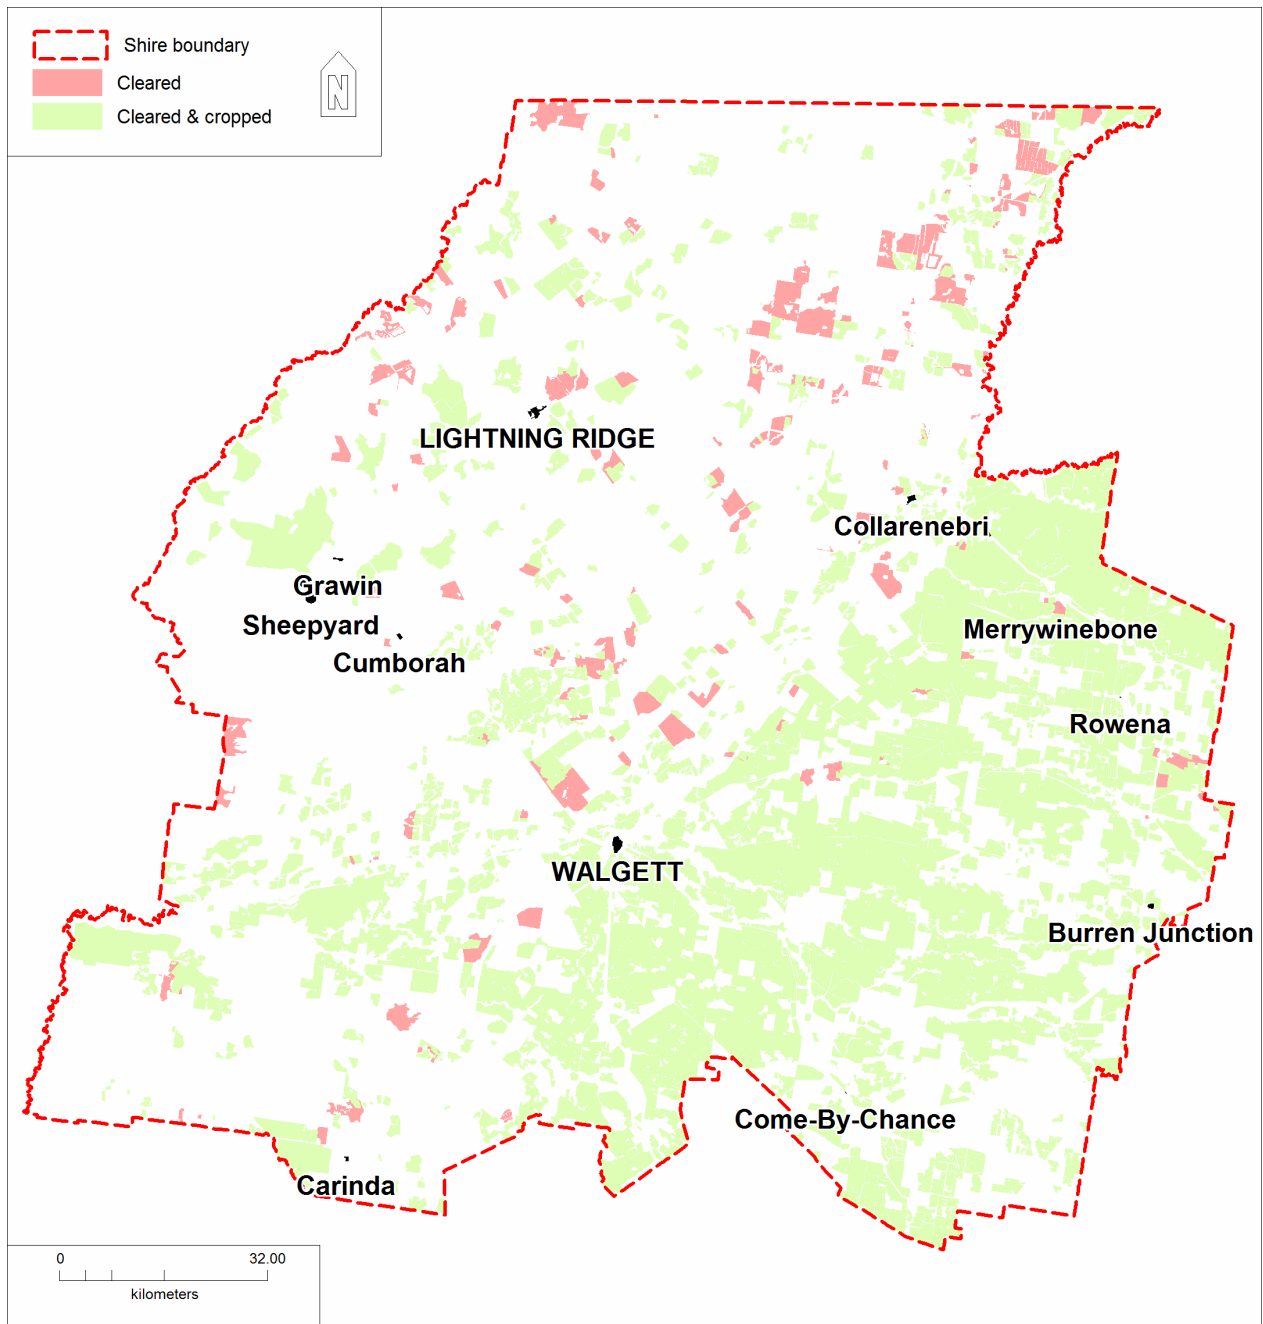 Shire boundary
Cleared
Cleared & cropped
N
LIGHTNING RIDGE
Collarenebri
Grawin
Sheepyard
Merrywinebone
Cumborah
Rowena
WALGETT
Burren Junction
Come-By-Chance
Carinda
0 32.00
kilometers